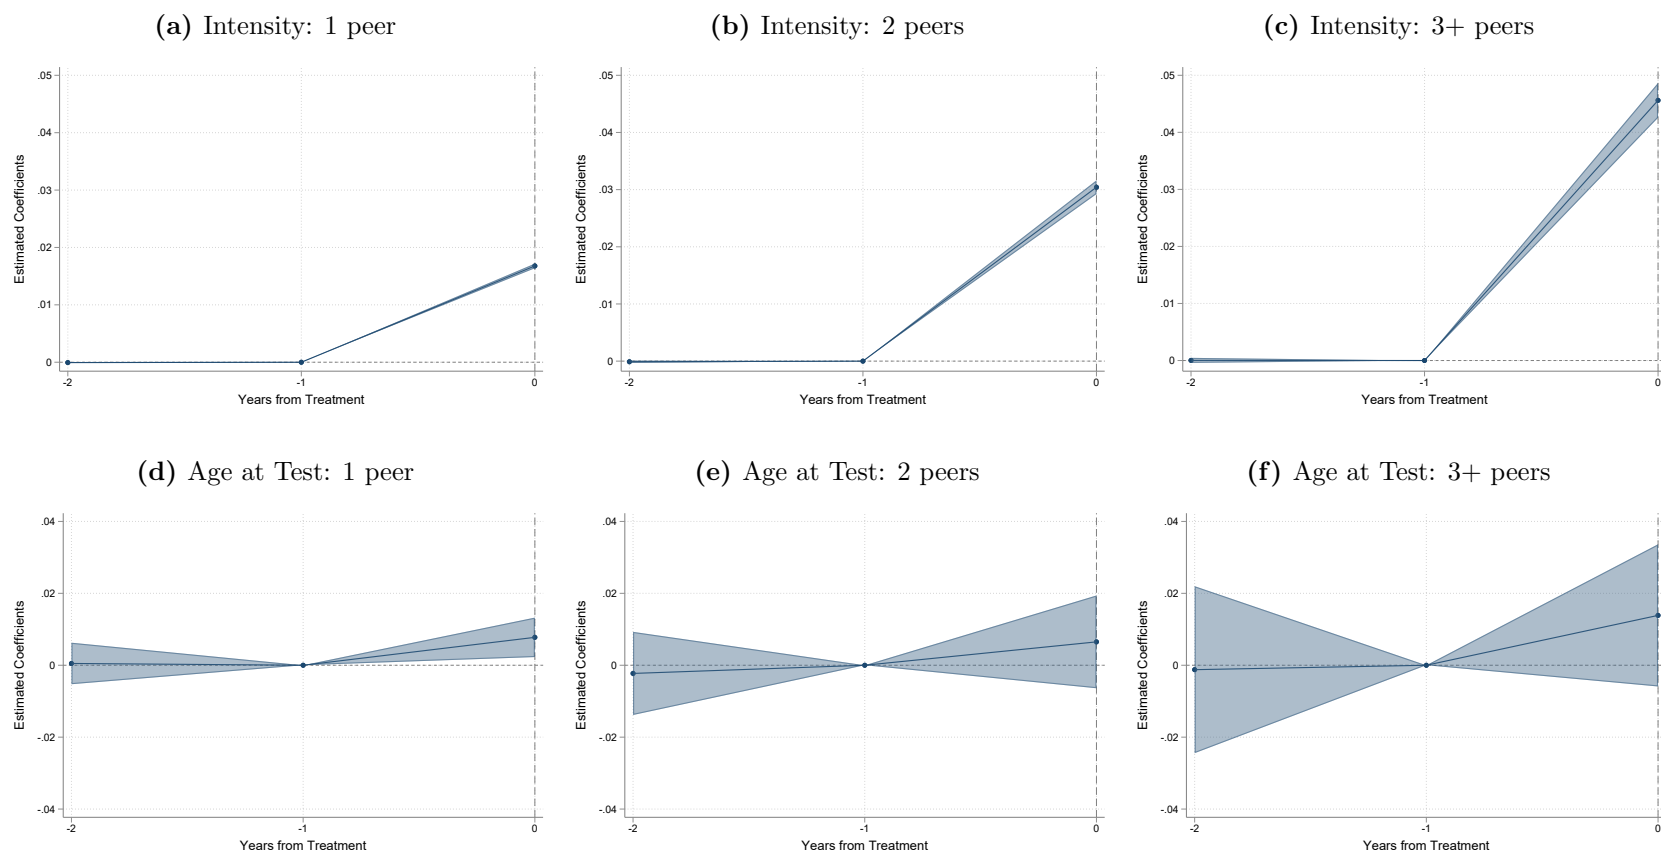 (a) Intensity: 1 peer
.05
.04
.03
.02
.01
0
Estimated Coefficients
-2
-1
0
Years from Treatment
(b) Intensity: 2 peers
.05
.04
.03
.02
.01
0
Estimated Coefficients
-2
-1
0
Years from Treatment
(c) Intensity: 3+ peers
.05
.04
.03
.02
.01
0
Estimated Coefficients
-2
-1
0
Years from Treatment
(d) Age at Test: 1 peer
.04
.02
0
-.02
-.04
Estimated Coefficients
-2
-1
0
Years from Treatment
(e) Age at Test: 2 peers
.04
.02
0
-.02
-.04
Estimated Coefficients
-2
-1
0
Years from Treatment
(f) Age at Test: 3+ peers
.04
.02
0
-.02
-.04
Estimated Coefficients
-2
-1
0
Years from Treatment